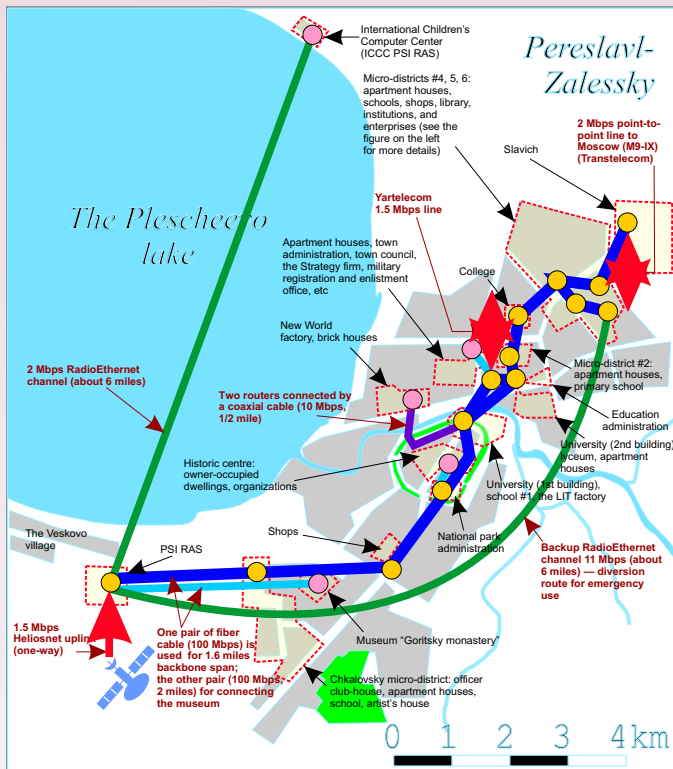 International Children's
Computer Center
(ICCC PSI RAS)
Pereslavl-
Zalessky
Micro-districts #4, 5, 6:
apartment houses,
schools, shops, library,
institutions, and
enterprises (see the
figure on the left
for more details)
2 Mbps point-to-
point line to
Moscow (M9-IX)
(Transtelecom)
Slavich
Yartelecom
1.5 Mbps line
The Plescheevo
lake
Apartment houses, town
administration, town council,
the Strategy firm, military
registration and enlistment
office, etc
College
New World
factory, brick houses
2 Mbps RadioEthernet
channel (about 6 miles)
Two routers connected by
a coaxial cable (10 Mbps,
1/2 mile)
Micro-district #2:
apartment houses,
primary school
Education
administration
University (2nd building)
lyceum, apartment
houses
Historic centre:
owner-occupied
dwellings, organizations
University (1st building),
school #1, the LIT factory
The Veskovo
village
PSI RAS
Shops
National park
administration
Backup RadioEthernet
channel 11 Mbps (about
6 miles) — diversion
route for emergency
use
1.5 Mbps
Heliosnet uplink
(one-way)
One pair of fiber
cable (100 Mbps) is
used for 1.6 miles
backbone span;
the other pair (100 Mbps,
2 miles) for connecting
the museum
Museum "Goritsky monastery"
Chkalovsky micro-district: officer
club-house, apartment houses,
school, artist's house
0 1 2 3 4km